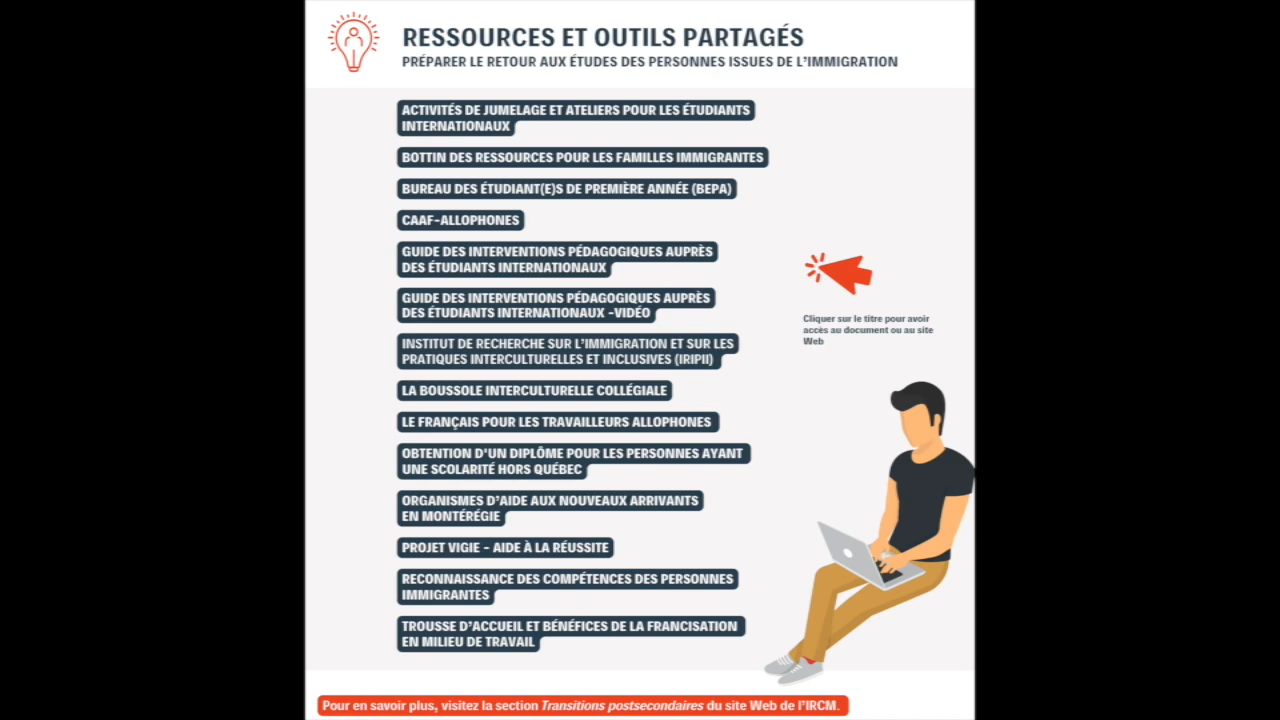 RESSOURCES ET OUTILS PARTAGÉS
PRÉPARER LE RETOUR AUX ÉTUDES DES PERSONNES ISSUES DE L'IMMIGRATION
ACTIVITÉS DE JUMELAGE ET ATELIERS POUR LES ÉTUDIANTS
INTERNATIONAUX
BOTTIN DES RESSOURCES POUR LES FAMILLES IMMIGRANTES
BUREAU DES ÉTUDIANT(E)S DE PREMIÈRE ANNÉE (BEPA)
CAAF-ALLOPHONES
GUIDE DES INTERVENTIONS PÉDAGOGIQUES AUPRÈS
DES ÉTUDIANTS INTERNATIONAUX
GUIDE DES INTERVENTIONS PÉDAGOGIQUES AUPRÈS
DES ÉTUDIANTS INTERNATIONAUX -VIDÉO
INSTITUT DE RECHERCHE SUR L'IMMIGRATION ET SUR LES
PRATIQUES INTERCULTURELLES ET INCLUSIVES (IRIPII)
LA BOUSSOLE INTERCULTURELLE COLLÉGIALE
LE FRANÇAIS POUR LES TRAVAILLEURS ALLOPHONES
OBTENTION D'UN DIPLÔME POUR LES PERSONNES AYANT
UNE SCOLARITÉ HORS QUÉBEC
ORGANISMES D'AIDE AUX NOUVEAUX ARRIVANTS
EN MONTÉRÉGIE
PROJET VIGIE - AIDE À LA RÉUSSITE
RECONNAISSANCE DES COMPÉTENCES DES PERSONNES
IMMIGRANTES
TROUSSE D'ACCUEIL ET BÉNÉFICES DE LA FRANCISATION
EN MILIEU DE TRAVAIL
Cliquer sur le titre pour avoir
accès au document ou au site
Web
Pour en savoir plus, visitez la section Transitions postsecondaires du site Web de l'IRCM.